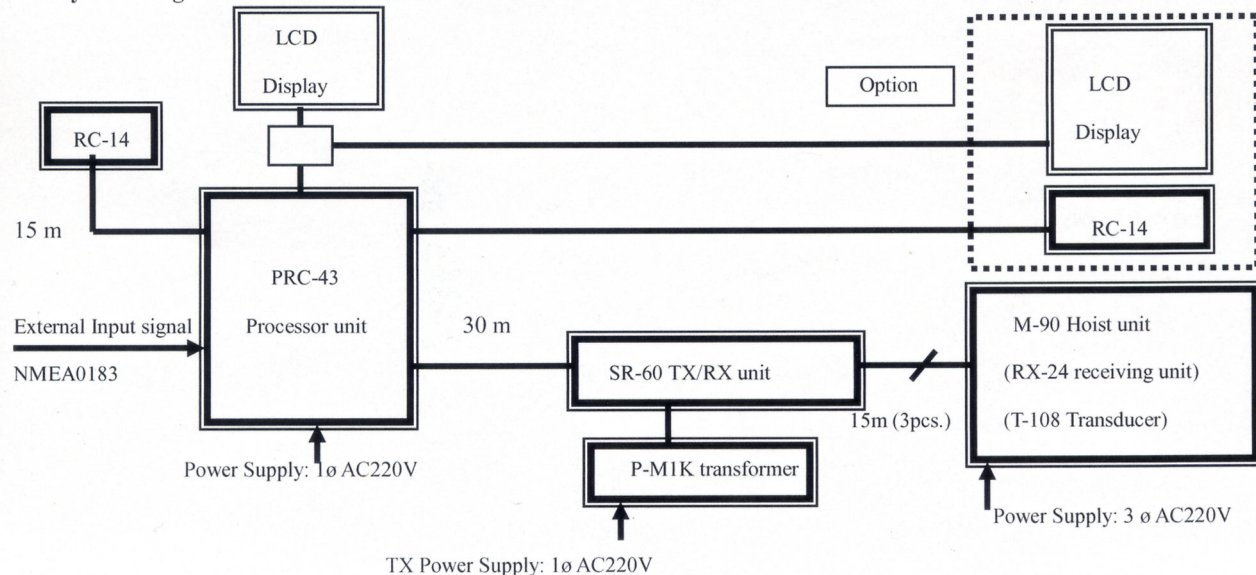 LCD
Display
Option
LCD
Display
RC-14
RC-14
15 m
PRC-43
Processor unit
External Input signal
NMEA0183
30 m
SR-60 TX/RX unit
M-90 Hoist unit
(RX-24 receiving unit)
(T-108 Transducer)
15m (3pcs.)
Power Supply: 1ø AC220V
P-M1K transformer
Power Supply: 3 ø AC220V
TX Power Supply: 1ø AC220V